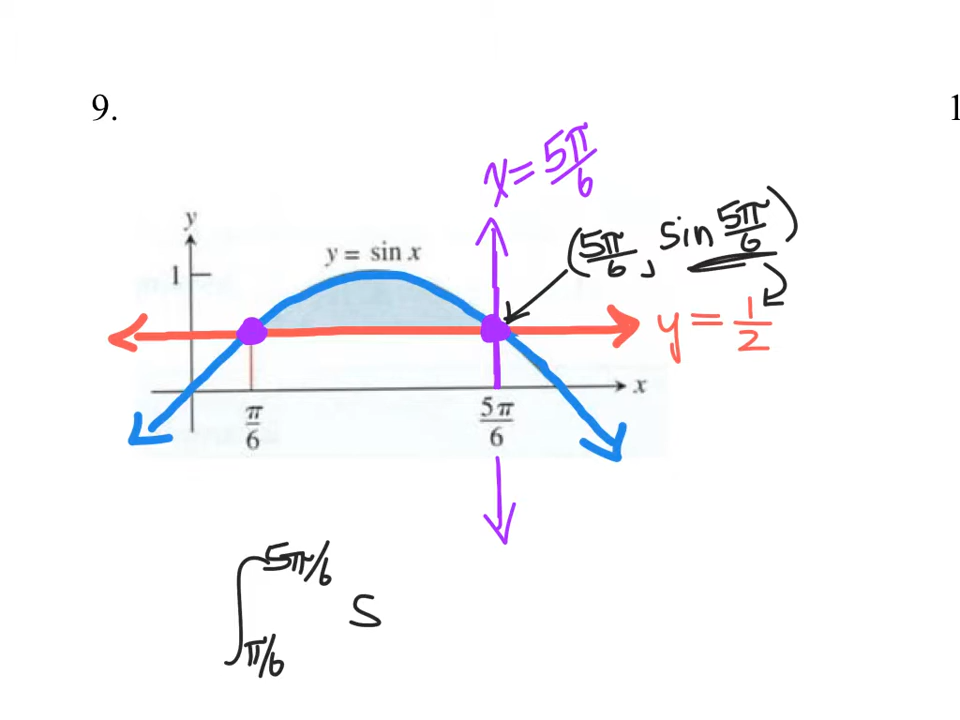 9.
1
x = 5π/6
(5π/6, sin 5π/6)
y
y = sin x
1
y = 1/2
x
π/6
5π/6
∫π/6 5π/6 S